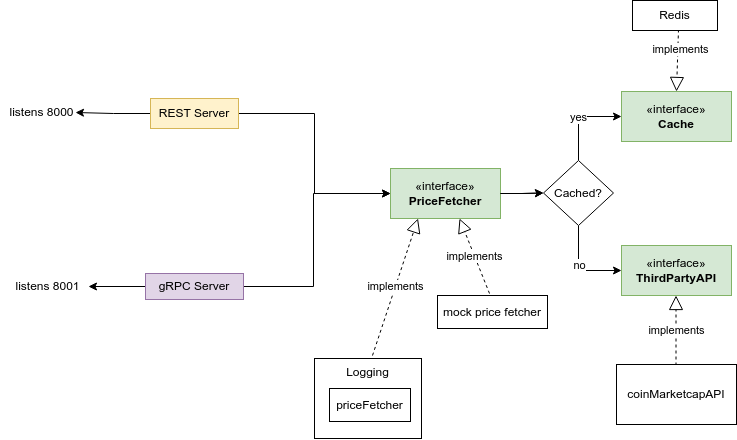 Redis
implements
«interface»
Cache
listens 8000
REST Server
yes
«interface»
PriceFetcher
Cached?
no
«interface»
ThirdPartyAPI
implements
implements
listens 8001
gRPC Server
mock price fetcher
implements
Logging
priceFetcher
coinMarketcapAPI